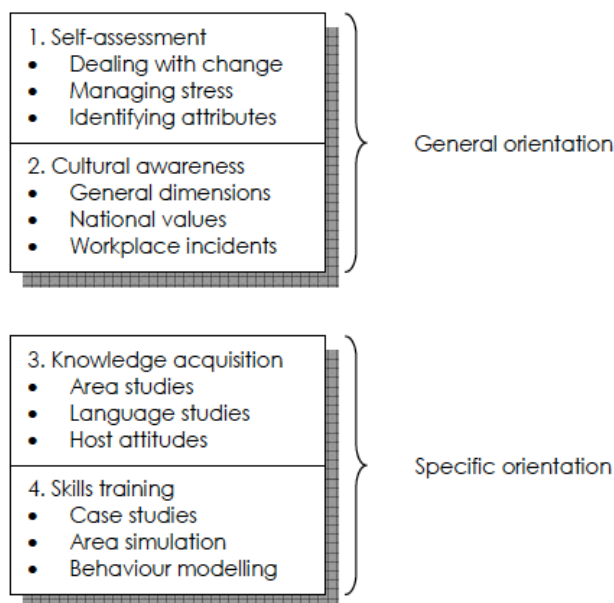 1. Self-assessment
• Dealing with change
• Managing stress
• Identifying attributes
General orientation
2. Cultural awareness
• General dimensions
• National values
• Workplace incidents
3. Knowledge acquisition
• Area studies
• Language studies
• Host attitudes
Specific orientation
4. Skills training
• Case studies
• Area simulation
• Behaviour modelling